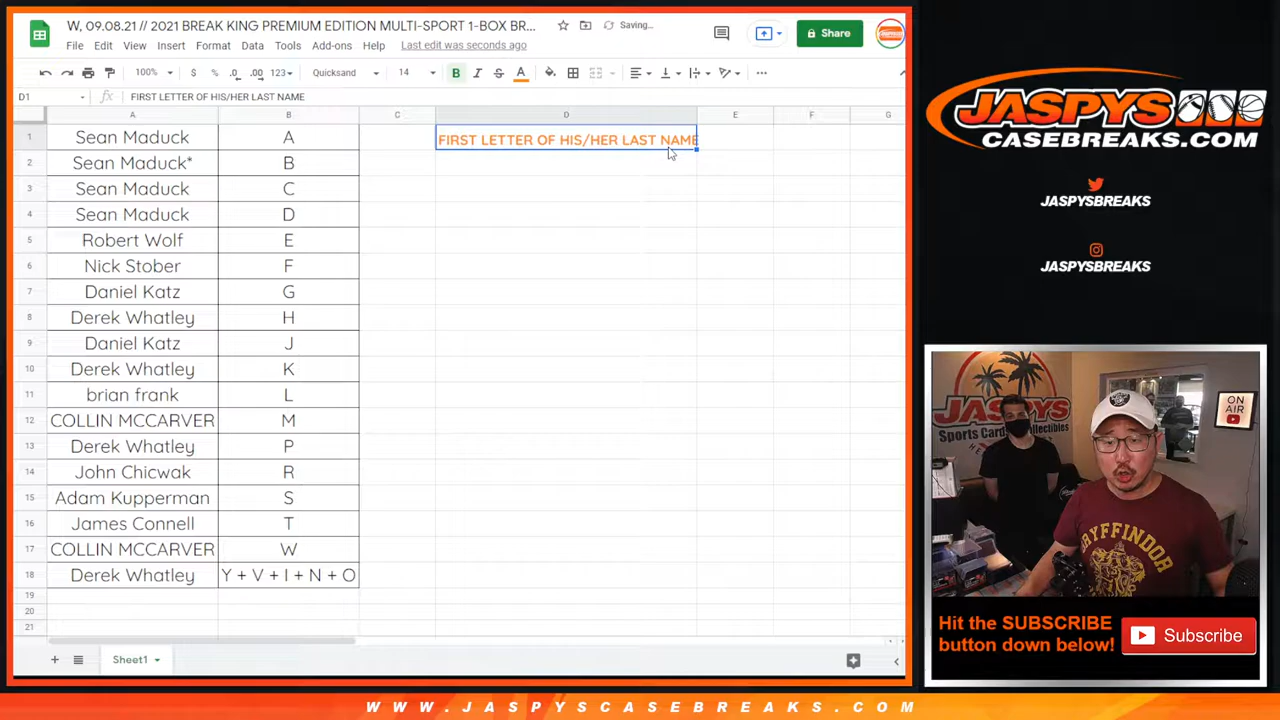 W, 09.08.21 // 2021 BREAK KING PREMIUM EDITION MULTI-SPORT 1-BOX BR...
Saving...
File Edit View Insert Format Data Tools Add-ons Help Last edit was seconds ago
Share
100% $ % .0 .00 123 Quicksand 14 B I S A
D1 fx FIRST LETTER OF HIS/HER LAST NAME
A B C D E F G
1 Sean Maduck A FIRST LETTER OF HIS/HER LAST NAME
2 Sean Maduck* B
3 Sean Maduck C
4 Sean Maduck D
5 Robert Wolf E
6 Nick Stober F
7 Daniel Katz G
8 Derek Whatley H
9 Daniel Katz J
10 Derek Whatley K
11 brian frank L
12 COLLIN MCCARVER M
13 Derek Whatley P
14 John Chicwak R
15 Adam Kupperman S
16 James Connell T
17 COLLIN MCCARVER W
18 Derek Whatley Y + V + I + N + O
19
20
21
Sheet1
JASPYS
CASEBREAKS.COM
JASPYSBREAKS
JASPYSBREAKS
JASPYS
Sports Cards
ON
AIR
GRYFFINDOR
Hit the SUBSCRIBE
button down below!
Subscribe
WWW.JASPYSCASEBREAKS.COM